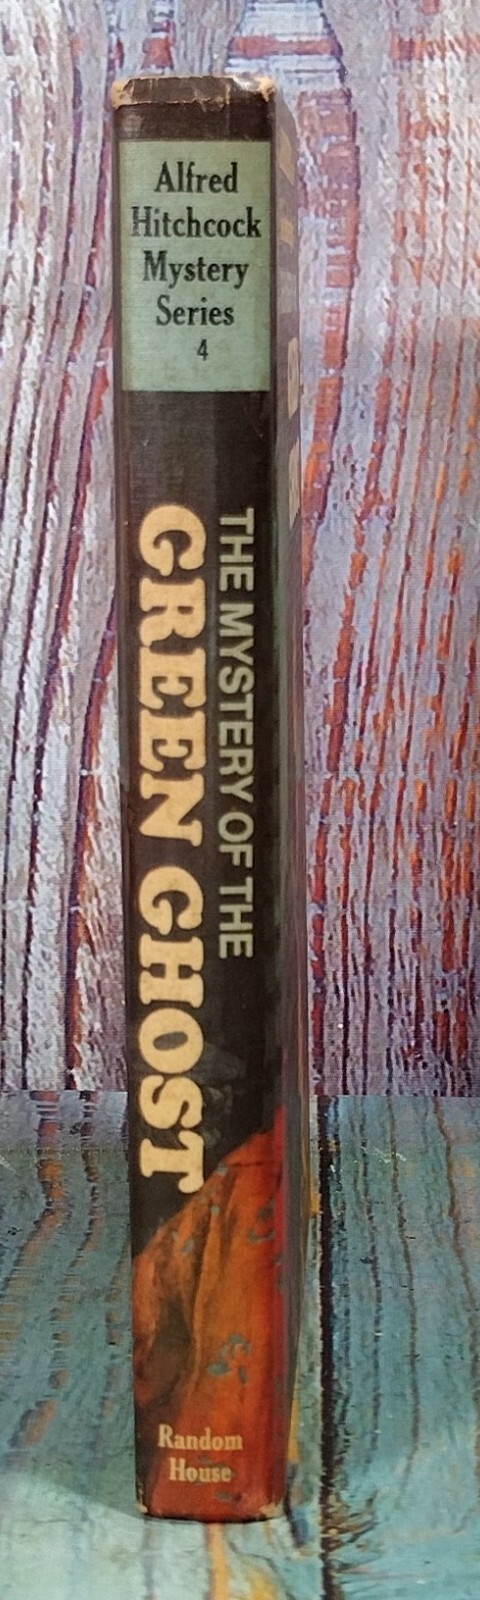 Alfred
Hitchcock
Mystery
Series
4
THE MYSTERY OF THE
GREEN GHOST
Random
House